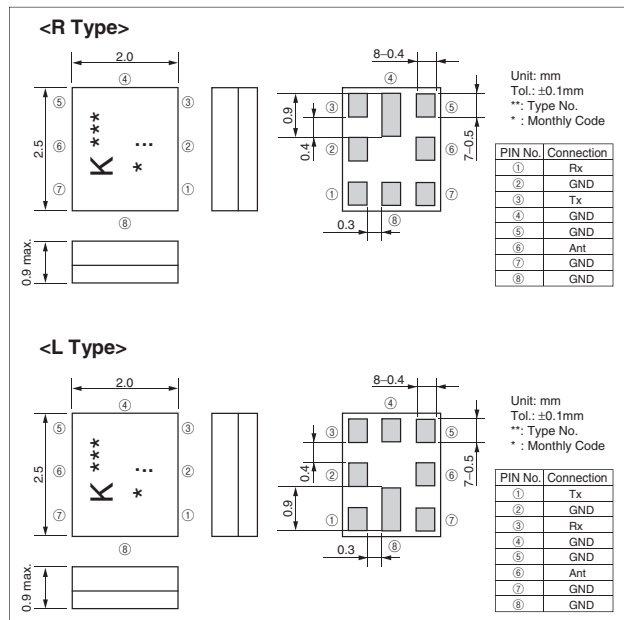 <R Type>
2.0
④
⑤ ③
⑥ ②
⑦ ①
⑧
2.5
K ***
* ...
0.9 max.
8–0.4
④
③ ⑤
② ⑥
① ⑦
⑧
0.9
0.4
0.3
7–0.5
Unit: mm
Tol.: ±0.1mm
**: Type No.
* : Monthly Code
PIN No. Connection
① Rx
② GND
③ Tx
④ GND
⑤ GND
⑥ Ant
⑦ GND
⑧ GND
<L Type>
2.0
④
⑤ ③
⑥ ②
⑦ ①
⑧
2.5
K ***
* ...
0.9 max.
8–0.4
④
③ ⑤
② ⑥
① ⑦
⑧
0.4
0.9
0.3
7–0.5
Unit: mm
Tol.: ±0.1mm
**: Type No.
* : Monthly Code
PIN No. Connection
① Tx
② GND
③ Rx
④ GND
⑤ GND
⑥ Ant
⑦ GND
⑧ GND